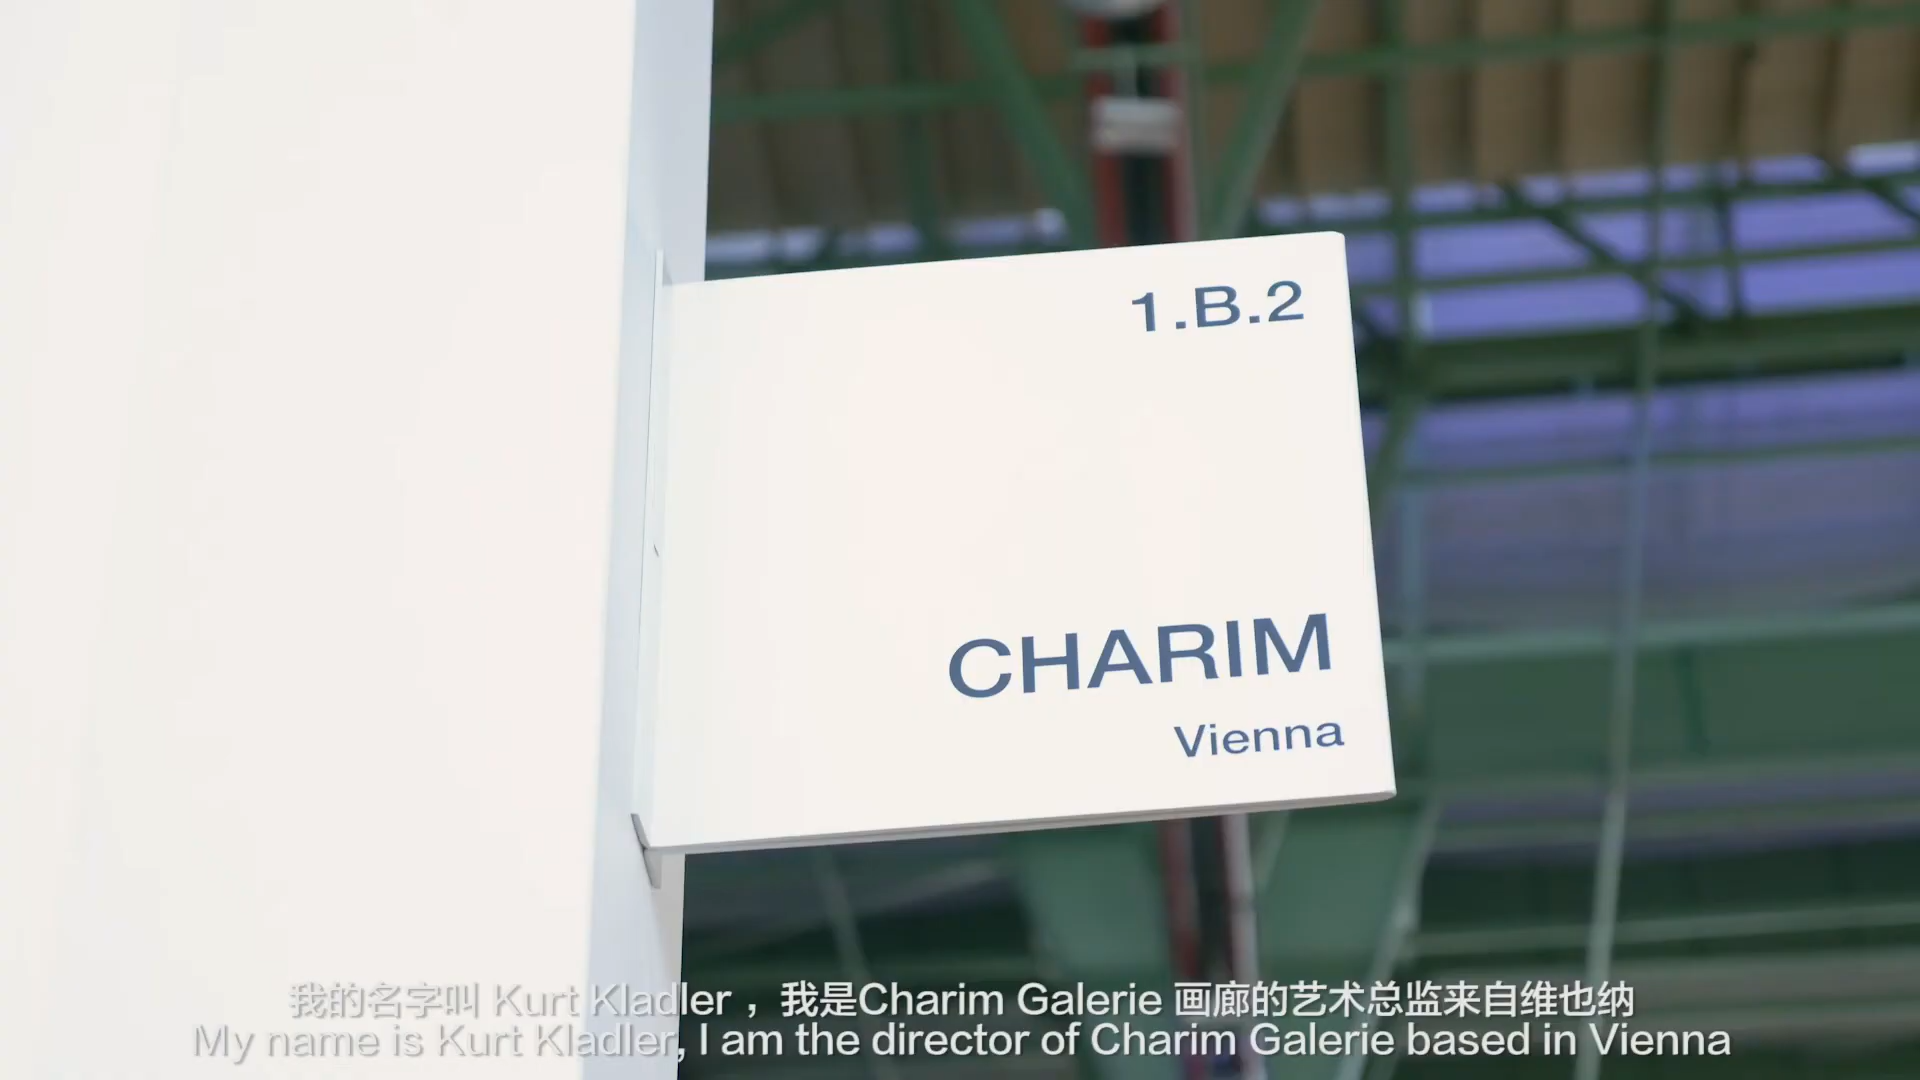 1.B.2
CHARIM
Vienna
我的名字叫 Kurt Kladler，我是Charim Galerie 画廊的艺术总监来自维也纳
My name is Kurt Kladler, I am the director of Charim Galerie based in Vienna